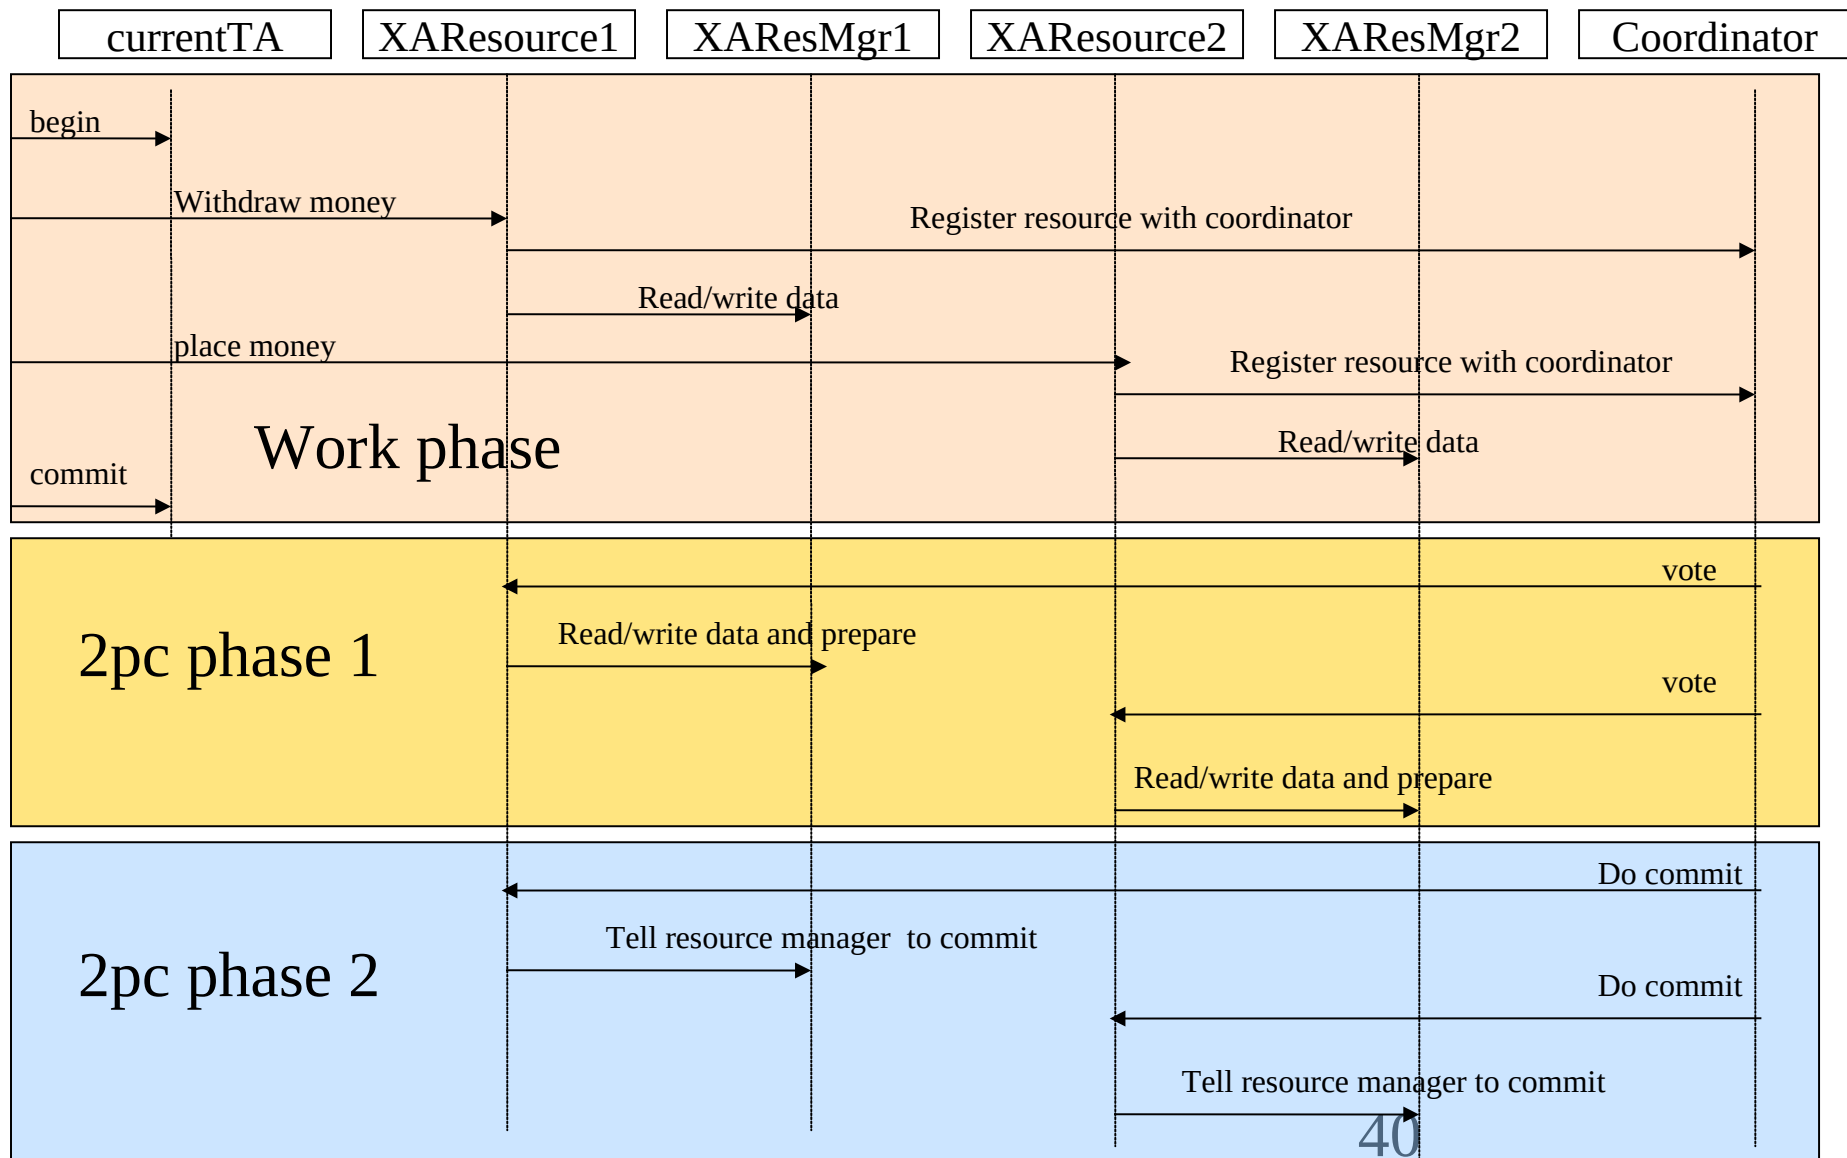 currentTA
XAResource1
XAResMgr1
XAResource2
XAResMgr2
Coordinator
begin
Withdraw money
Register resource with coordinator
Read/write data
place money
Register resource with coordinator
Work phase
Read/write data
commit
vote
2pc phase 1
Read/write data and prepare
vote
Read/write data and prepare
Do commit
Tell resource manager to commit
2pc phase 2
Do commit
Tell resource manager to commit
40